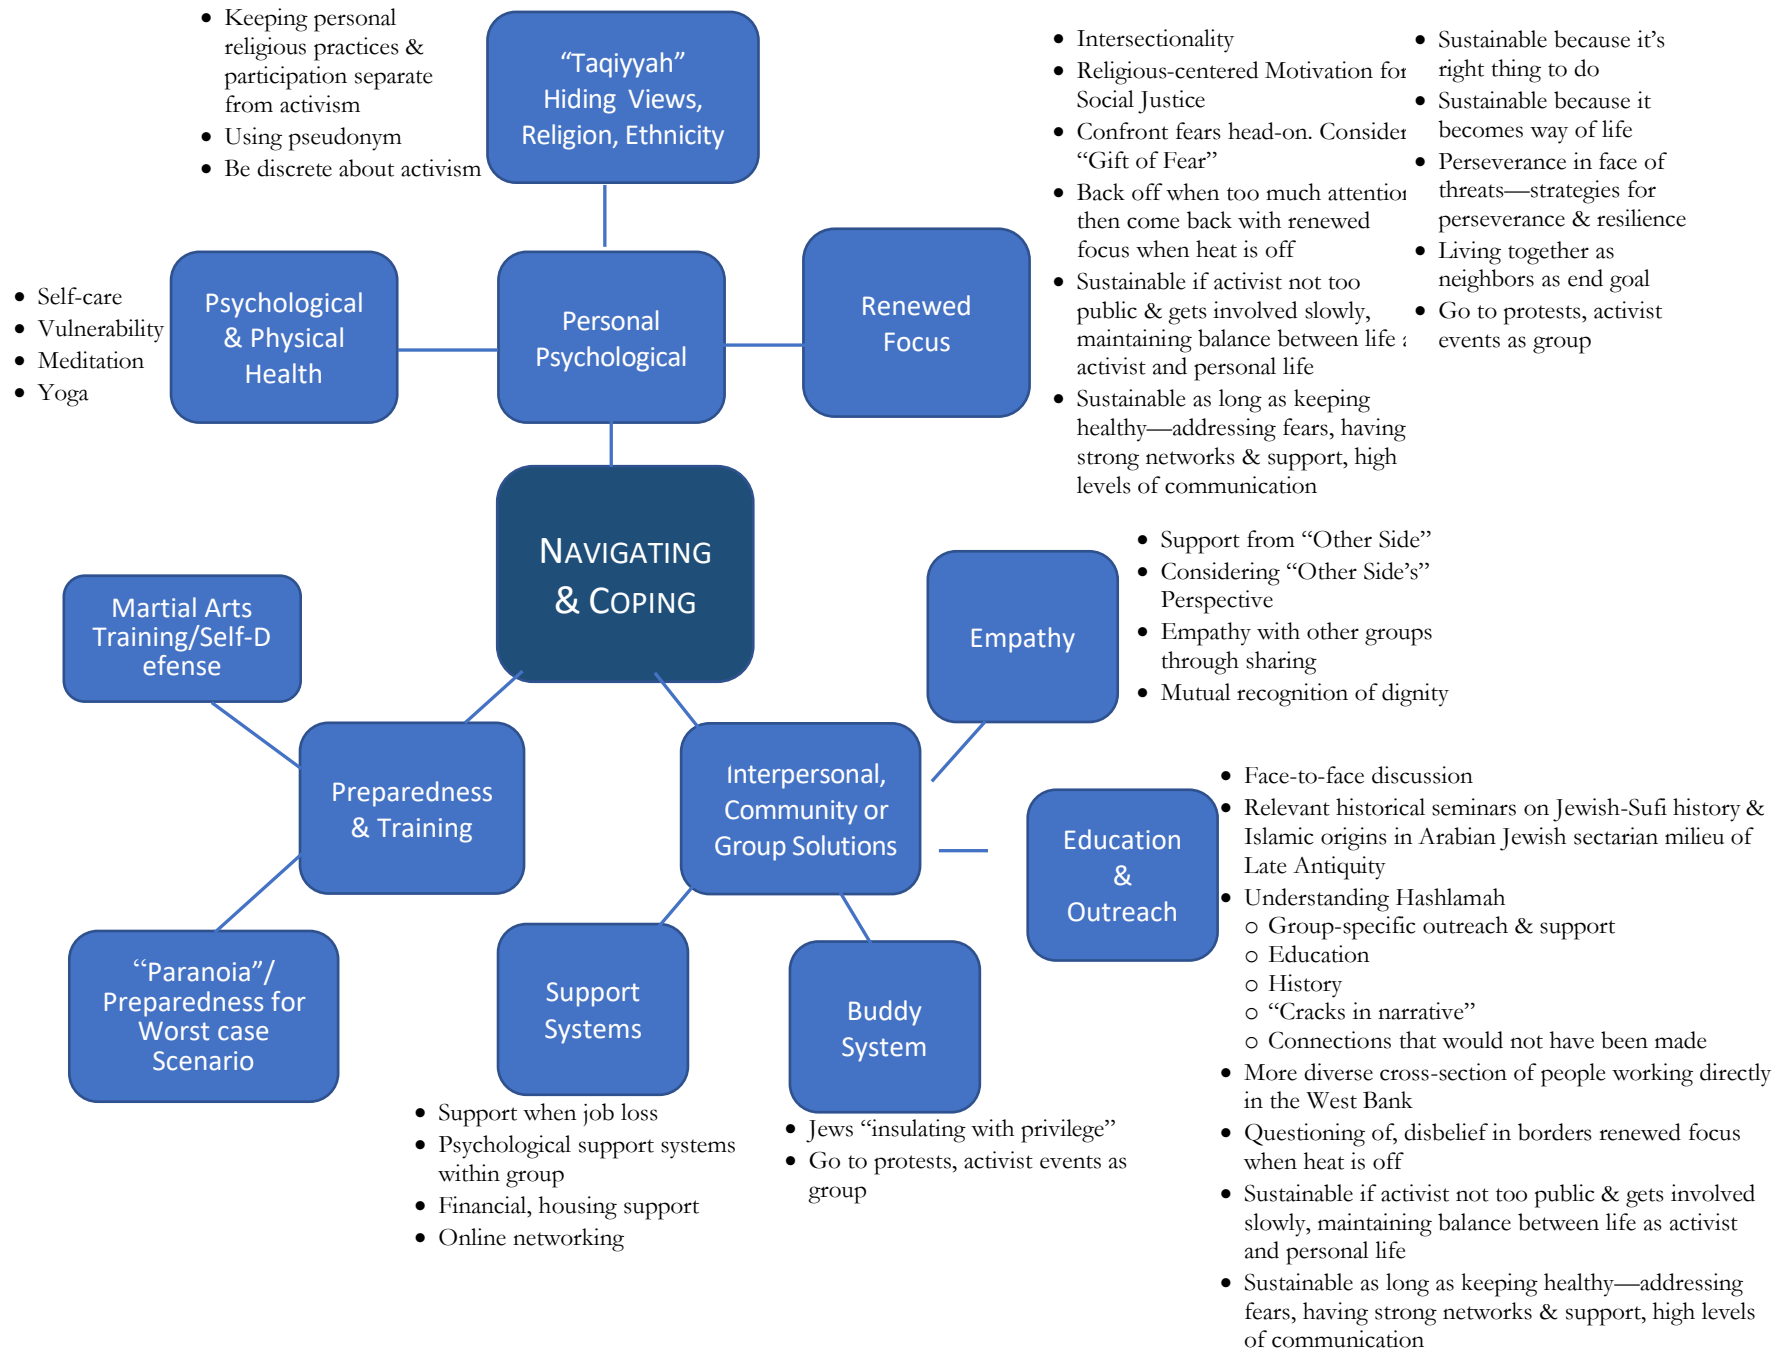 • Keeping personal
religious practices &
participation separate
from activism
• Using pseudonym
• Be discrete about activism
“Taqiyyah”
Hiding Views,
Religion, Ethnicity
• Intersectionality
• Religious-centered Motivation for
Social Justice
• Confront fears head-on. Consider
“Gift of Fear”
• Back off when too much attention
then come back with renewed
focus when heat is off
• Sustainable if activist not too
public & gets involved slowly,
maintaining balance between life
activist and personal life
• Sustainable as long as keeping
healthy—addressing fears, having
strong networks & support, high
levels of communication
• Sustainable because it’s
right thing to do
• Sustainable because it
becomes way of life
• Perseverance in face of
threats—strategies for
perseverance & resilience
• Living together as
neighbors as end goal
• Go to protests, activist
events as group
• Self-care
• Vulnerability
• Meditation
• Yoga
Psychological
& Physical
Health
Personal
Psychological
Renewed
Focus
NAVIGATING
& COPING
Martial Arts
Training/Self-D
efense
Preparedness
& Training
“Paranoia”/
Preparedness for
Worst case
Scenario
Interpersonal,
Community or
Group Solutions
Empathy
• Support from “Other Side”
• Considering “Other Side’s”
Perspective
• Empathy with other groups
through sharing
• Mutual recognition of dignity
Education
&
Outreach
• Face-to-face discussion
• Relevant historical seminars on Jewish-Sufi history &
Islamic origins in Arabian Jewish sectarian milieu of
Late Antiquity
• Understanding Hashlamah
o Group-specific outreach & support
o Education
o History
o “Cracks in narrative”
o Connections that would not have been made
• More diverse cross-section of people working directly
in the West Bank
• Questioning of, disbelief in borders renewed focus
when heat is off
• Sustainable if activist not too public & gets involved
slowly, maintaining balance between life as activist
and personal life
• Sustainable as long as keeping healthy—addressing
fears, having strong networks & support, high levels
of communication
Support
Systems
• Support when job loss
• Psychological support systems
within group
• Financial, housing support
• Online networking
Buddy
System
• Jews “insulating with privilege”
• Go to protests, activist events as
group